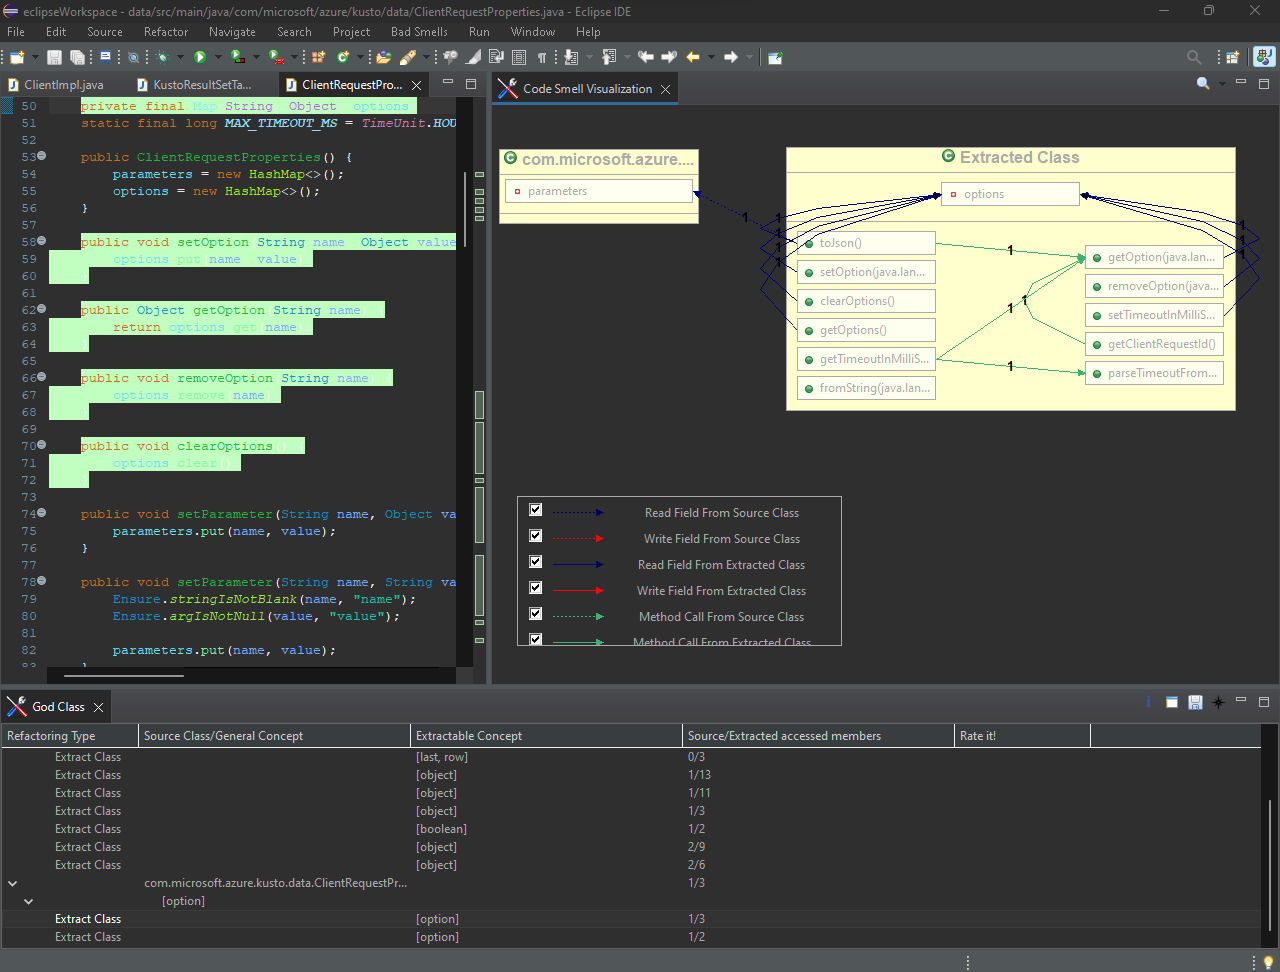 eclipseWorkspace - data/src/main/java/com/microsoft/azure/kusto/data/ClientRequestProperties.java - Eclipse IDE
File Edit Source Refactor Navigate Search Project Bad Smells Run Window Help
ClientImpl.java KustoResultSetTa... ClientRequestPro...
50 private final Map String Object options
51 static final long MAX_TIMEOUT_MS = TimeUnit.HOU
52
53 public ClientRequestProperties() {
54 parameters = new HashMap<>();
55 options = new HashMap<>();
56 }
57
58 public void setOption String name Object value
59 options put name value
60
61
62 public Object getOption String name
63 return options get name
64
65
66 public void removeOption String name
67 options remove name
68
69
70 public void clearOptions
71 options clear
72
73
74 public void setParameter(String name, Object va
75 parameters.put(name, value);
76 }
77
78 public void setParameter(String name, String va
79 Ensure.stringIsNotBlank(name, "name");
80 Ensure.argIsNotNull(value, "value");
81
82 parameters.put(name, value);
83 }
Code Smell Visualization
com.microsoft.azure....
parameters
Extracted Class
options
toJson()
setOption(java.lan...
clearOptions()
getOptions()
getTimeoutInMilliS...
fromString(java.lan...
getOption(java.lan...
removeOption(java...
setTimeoutInMilliS...
getClientRequestId()
parseTimeoutFrom...
1 1 1 1 1 1 1 1 1 1 1 1
Read Field From Source Class
Write Field From Source Class
Read Field From Extracted Class
Write Field From Extracted Class
Method Call From Source Class
Method Call From Extracted Class
God Class
Refactoring Type Source Class/General Concept Extractable Concept Source/Extracted accessed members Rate it!
Extract Class [last, row] 0/3
Extract Class [object] 1/13
Extract Class [object] 1/11
Extract Class [object] 1/3
Extract Class [boolean] 1/2
Extract Class [object] 2/9
Extract Class [object] 2/6
com.microsoft.azure.kusto.data.ClientRequestPr... 1/3
[option]
Extract Class [option] 1/3
Extract Class [option] 1/2